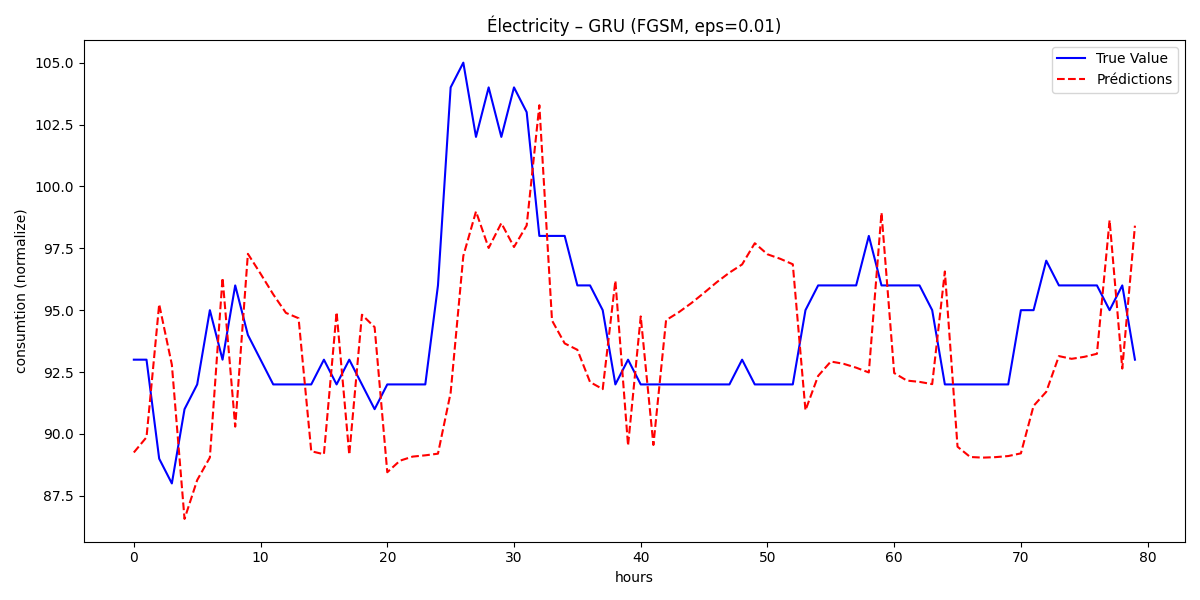 Électricity – GRU (FGSM, eps=0.01)
True Value
Prédictions
consumtion (normalize)
105.0
102.5
100.0
97.5
95.0
92.5
90.0
87.5
0 10 20 30 40 50 60 70 80
hours